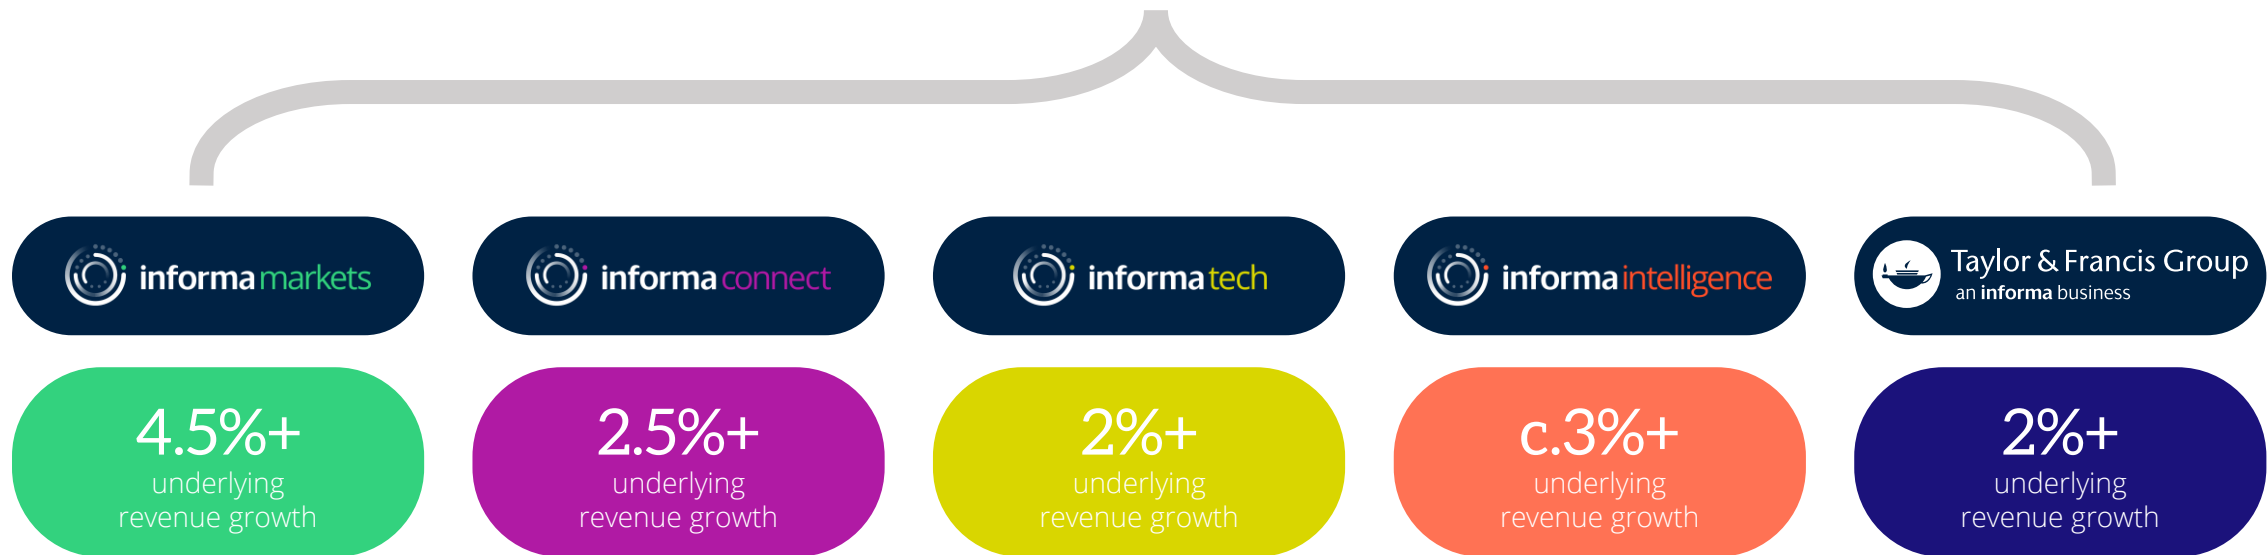 informa markets
informa connect
informa tech
informa intelligence
Taylor & Francis Group
an informa business
4.5%+
underlying
revenue growth
2.5%+
underlying
revenue growth
2%+
underlying
revenue growth
c.3%+
underlying
revenue growth
2%+
underlying
revenue growth